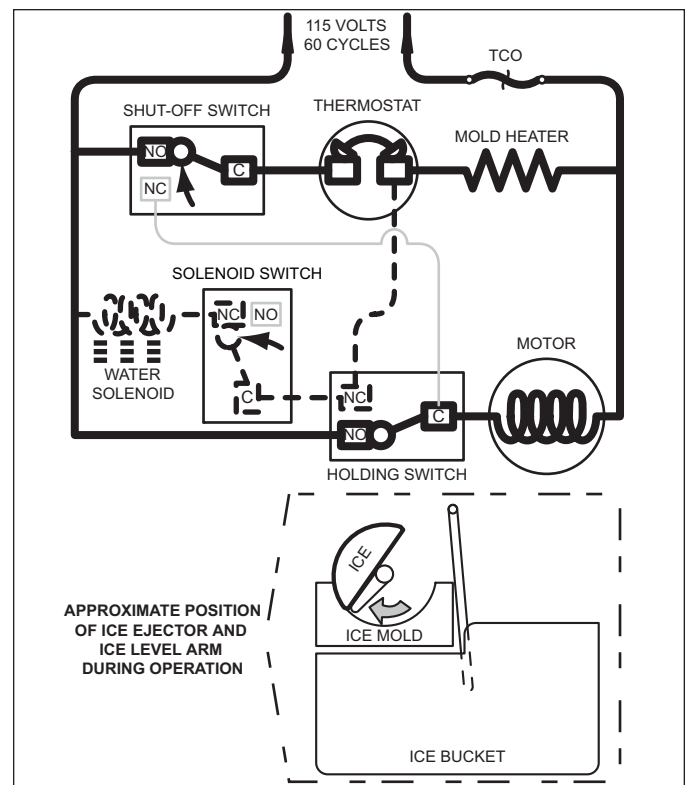 115 VOLTS
60 CYCLES
TCO
SHUT-OFF SWITCH
THERMOSTAT
MOLD HEATER
NO
C
NC
SOLENOID SWITCH
NC NO
WATER
SOLENOID
C
NC
MOTOR
C
NO
HOLDING SWITCH
ICE
APPROXIMATE POSITION
OF ICE EJECTOR AND
ICE LEVEL ARM
DURING OPERATION
ICE MOLD
ICE BUCKET